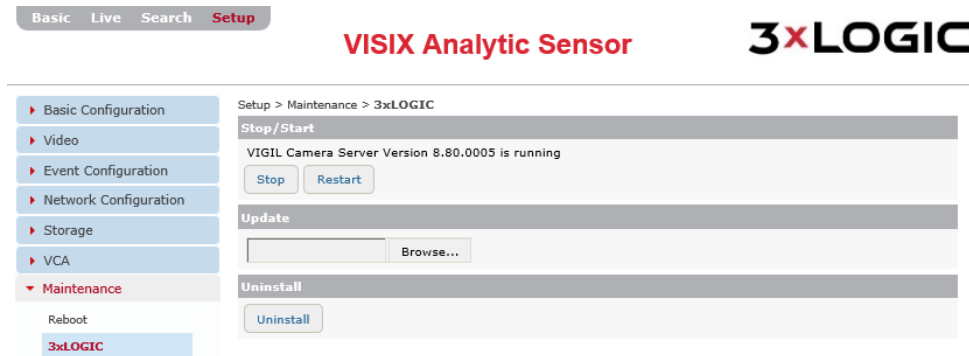 Basic Live Search Setup
VISIX Analytic Sensor
3xLOGIC
Basic Configuration
Video
Event Configuration
Network Configuration
Storage
VCA
Maintenance
Reboot
3xLOGIC
Setup > Maintenance > 3xLOGIC
Stop/Start
VIGIL Camera Server Version 8.80.0005 is running
Stop Restart
Update
Browse...
Uninstall
Uninstall